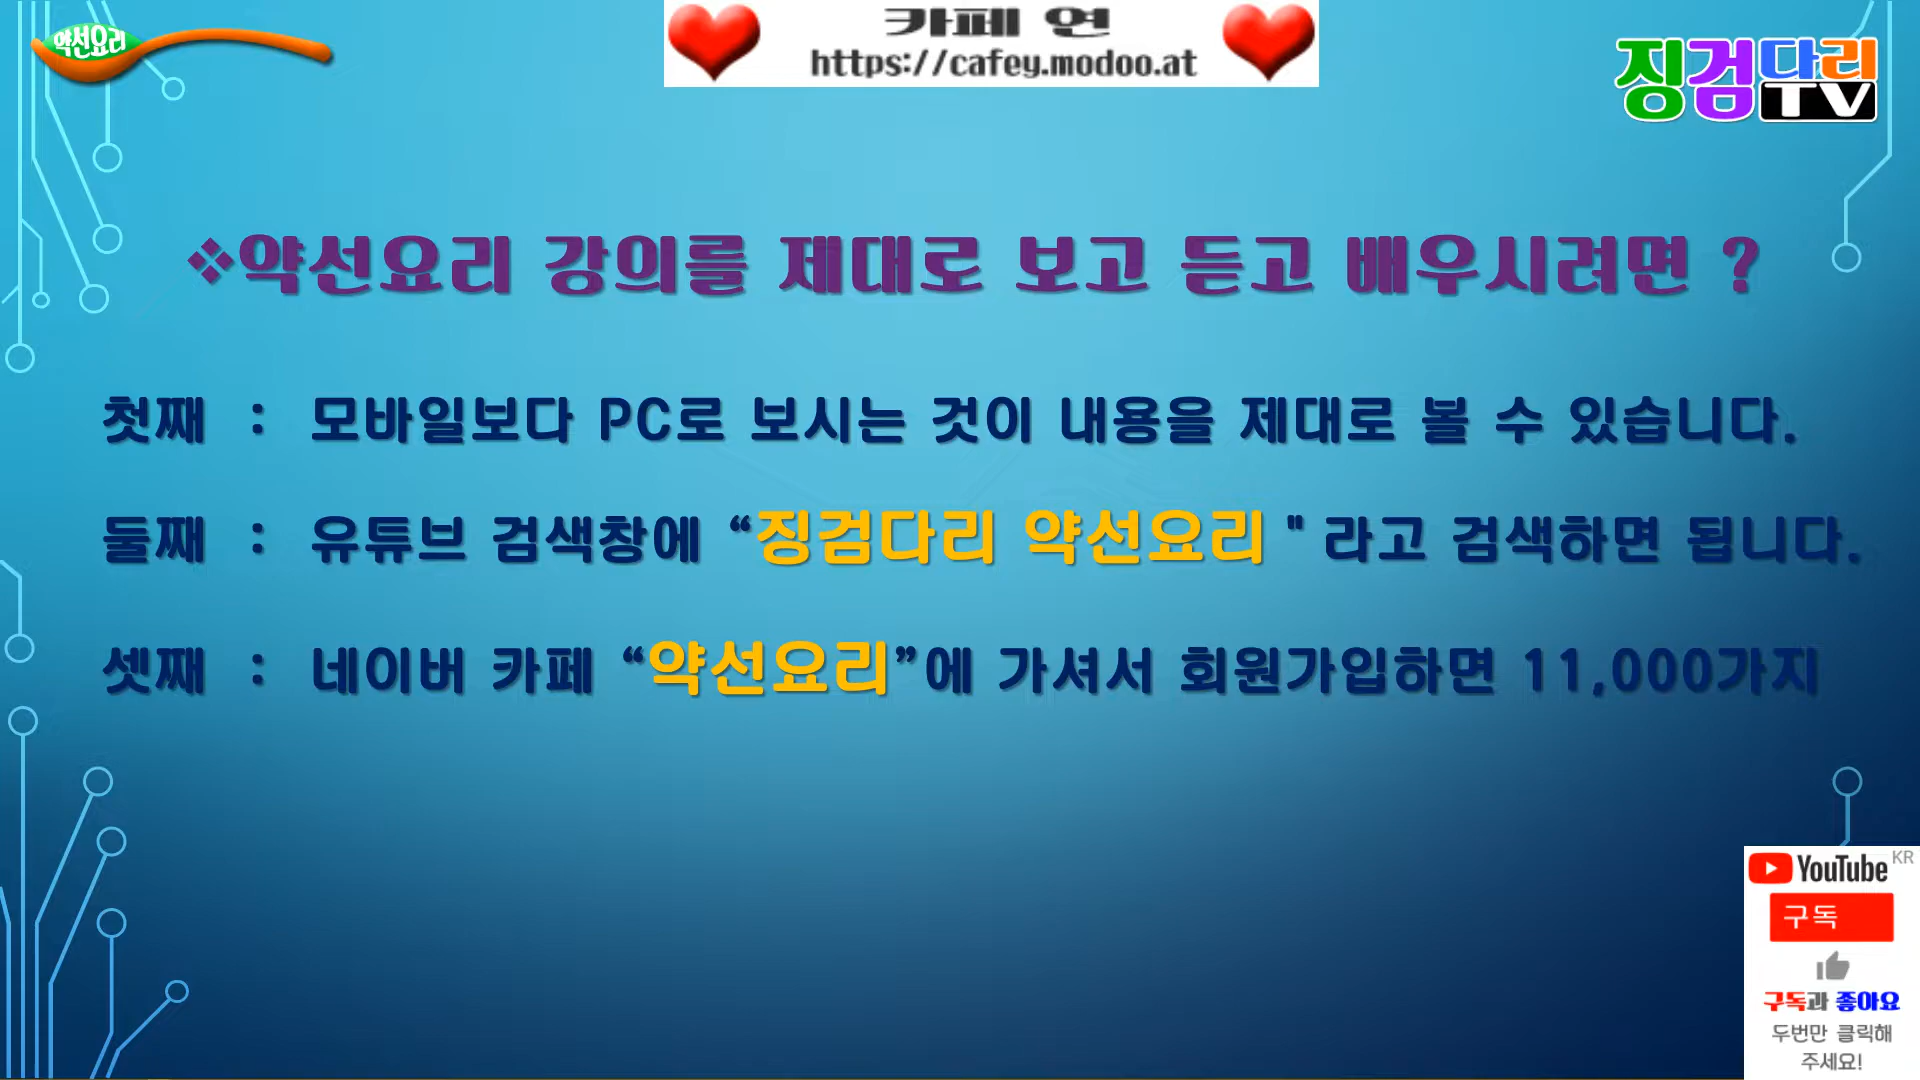 약선요리
카페 연
https://cafey.modoo.at
징검다리
TV
❖약선요리 강의를 제대로 보고 듣고 배우시려면 ?
첫째 : 모바일보다 PC로 보시는 것이 내용을 제대로 볼 수 있습니다.
둘째 : 유튜브 검색창에 “징검다리 약선요리 " 라고 검색하면 됩니다.
셋째 : 네이버 카페 “약선요리”에 가셔서 회원가입하면 11,000가지
YouTube KR
구독
구독과 좋아요
두번만 클릭해
주세요!